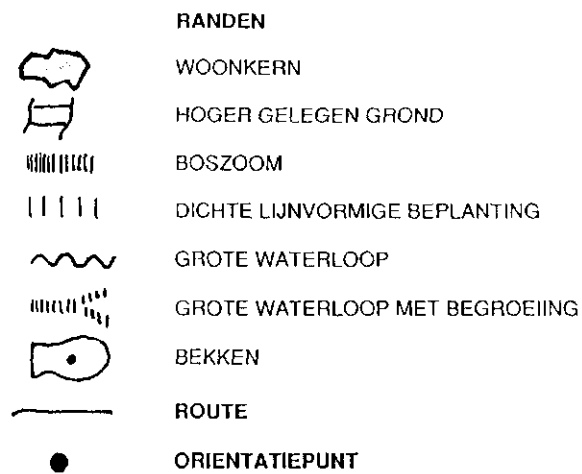 RANDEN
WOONKERN
HOGER GELEGEN GROND
BOSZOOM
DICHTE LIJNVORMIGE BEPLANTING
GROTE WATERLOOP
GROTE WATERLOOP MET BEGROEIING
BEKKEN
ROUTE
ORIENTATIEPUNT